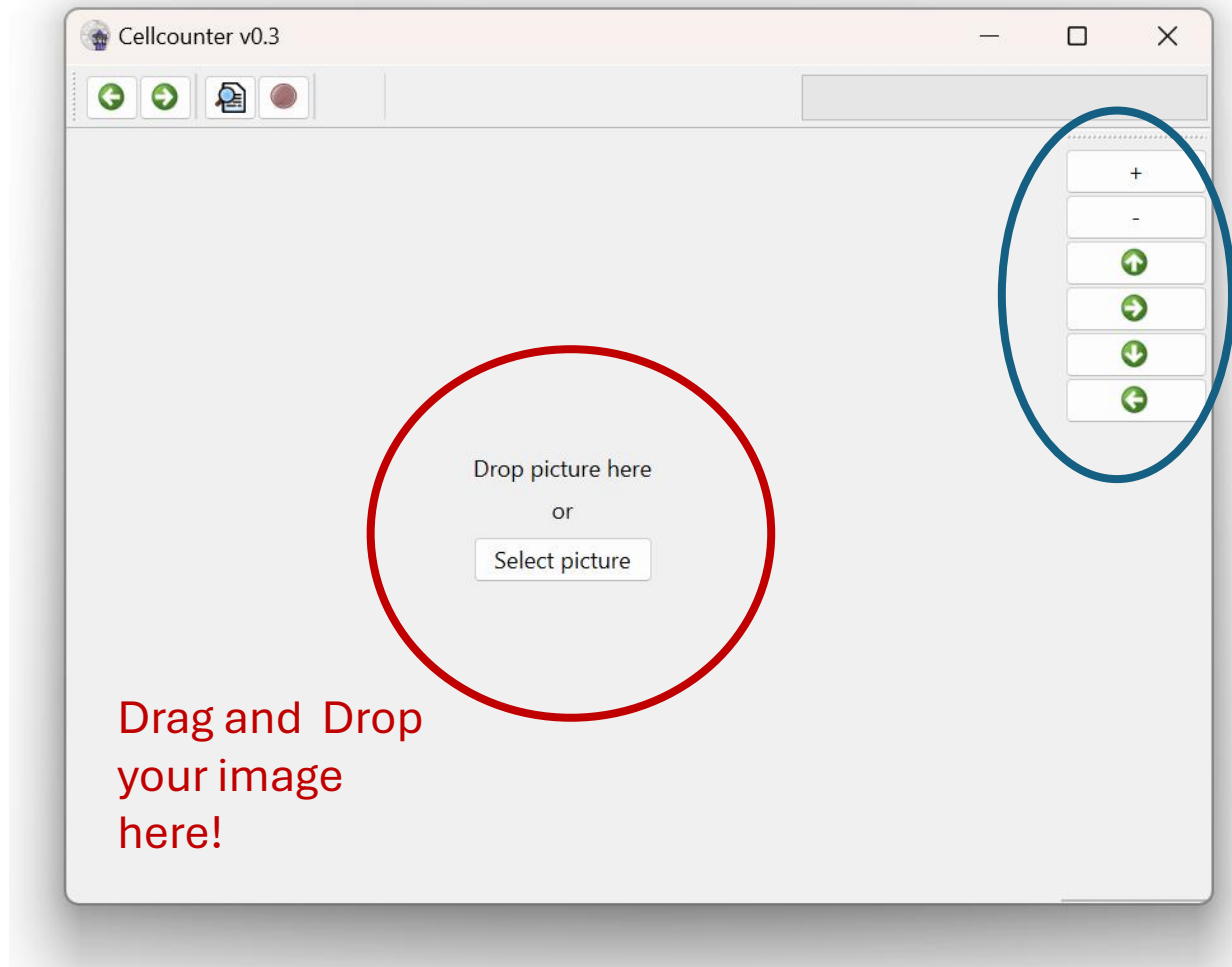 Cellcounter v0.3
+
-
Drop picture here
or
Select picture
Drag and  Drop
your image
here!